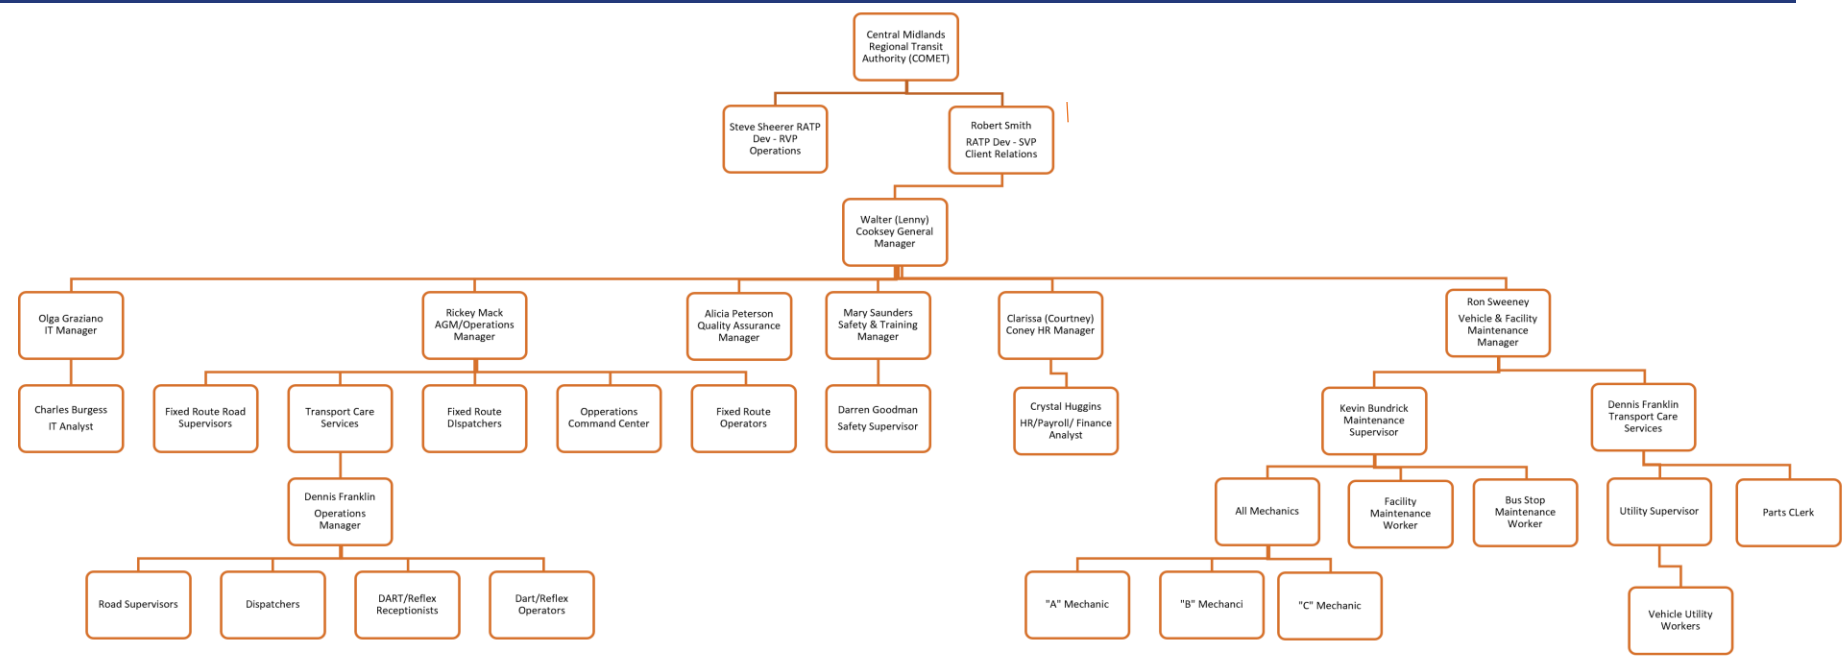 Central Midlands
Regional Transit
Authority (COMET)
Steve Sheerer RATP
Dev - RVP
Operations
Robert Smith
RATP Dev - SVP
Client Relations
Walter (Lenny)
Cooksey General
Manager
Olga Graziano
IT Manager
Rickey Mack
AGM/Operations
Manager
Alicia Peterson
Quality Assurance
Manager
Mary Saunders
Safety & Training
Manager
Clarissa (Courtney)
Coney HR Manager
Ron Sweeney
Vehicle & Facility
Maintenance
Manager
Charles Burgess
IT Analyst
Fixed Route Road
Supervisors
Transport Care
Services
Fixed Route
DIspatchers
Opperations
Command Center
Fixed Route
Operators
Darren Goodman
Safety Supervisor
Crystal Huggins
HR/Payroll/ Finance
Analyst
Kevin Bundrick
Maintenance
Supervisor
Dennis Franklin
Transport Care
Services
Dennis Franklin
Operations
Manager
All Mechanics
Facility
Maintenance
Worker
Bus Stop
Maintenance
Worker
Utility Supervisor
Parts CLerk
Road Supervisors
Dispatchers
DART/Reflex
Receptionists
Dart/Reflex
Operators
"A" Mechanic
"B" Mechanci
"C" Mechanic
Vehicle Utility
Workers